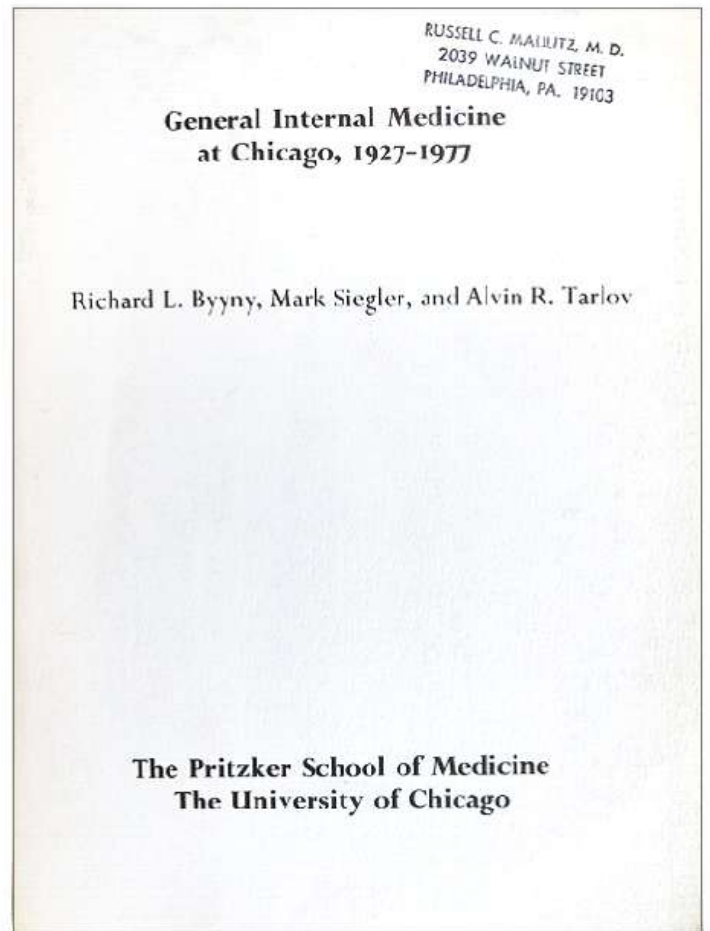 RUSSELL C. MAULITZ, M. D.
2039 WALNUT STREET
PHILADELPHIA, PA. 19103
General Internal Medicine
at Chicago, 1927-1977
Richard L. Byyny, Mark Siegler, and Alvin R. Tarlov
The Pritzker School of Medicine
The University of Chicago